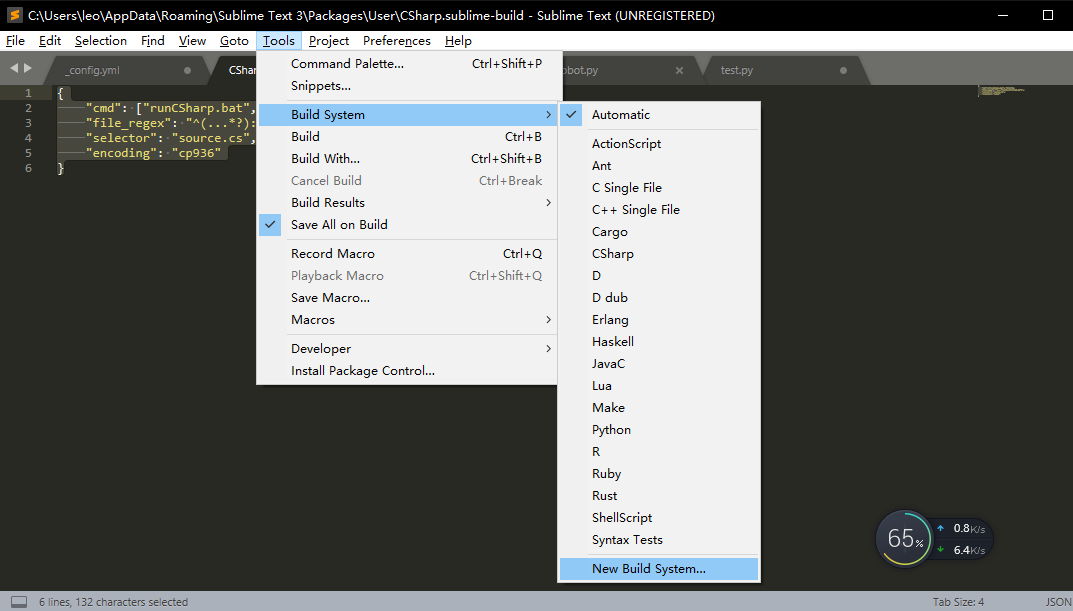 C:\Users\leo\AppData\Roaming\Sublime Text 3\Packages\User\CSharp.sublime-build - Sublime Text (UNREGISTERED)
File Edit Selection Find View Goto Tools Project Preferences Help
_config.yml CShar obot.py test.py
1 {
2 "cmd": ["runCSharp.bat",
3 "file_regex": "^(...*?):
4 "selector": "source.cs",
5 "encoding": "cp936"
6 }
Command Palette... Ctrl+Shift+P
Snippets...
Build System
Build Ctrl+B
Build With... Ctrl+Shift+B
Cancel Build Ctrl+Break
Build Results
Save All on Build
Record Macro Ctrl+Q
Playback Macro Ctrl+Shift+Q
Save Macro...
Macros
Developer
Install Package Control...
Automatic
ActionScript
Ant
C Single File
C++ Single File
Cargo
CSharp
D
D dub
Erlang
Haskell
JavaC
Lua
Make
Python
R
Ruby
Rust
ShellScript
Syntax Tests
New Build System...
65%
0.8K/s
6.4K/s
6 lines, 132 characters selected Tab Size: 4 JSON